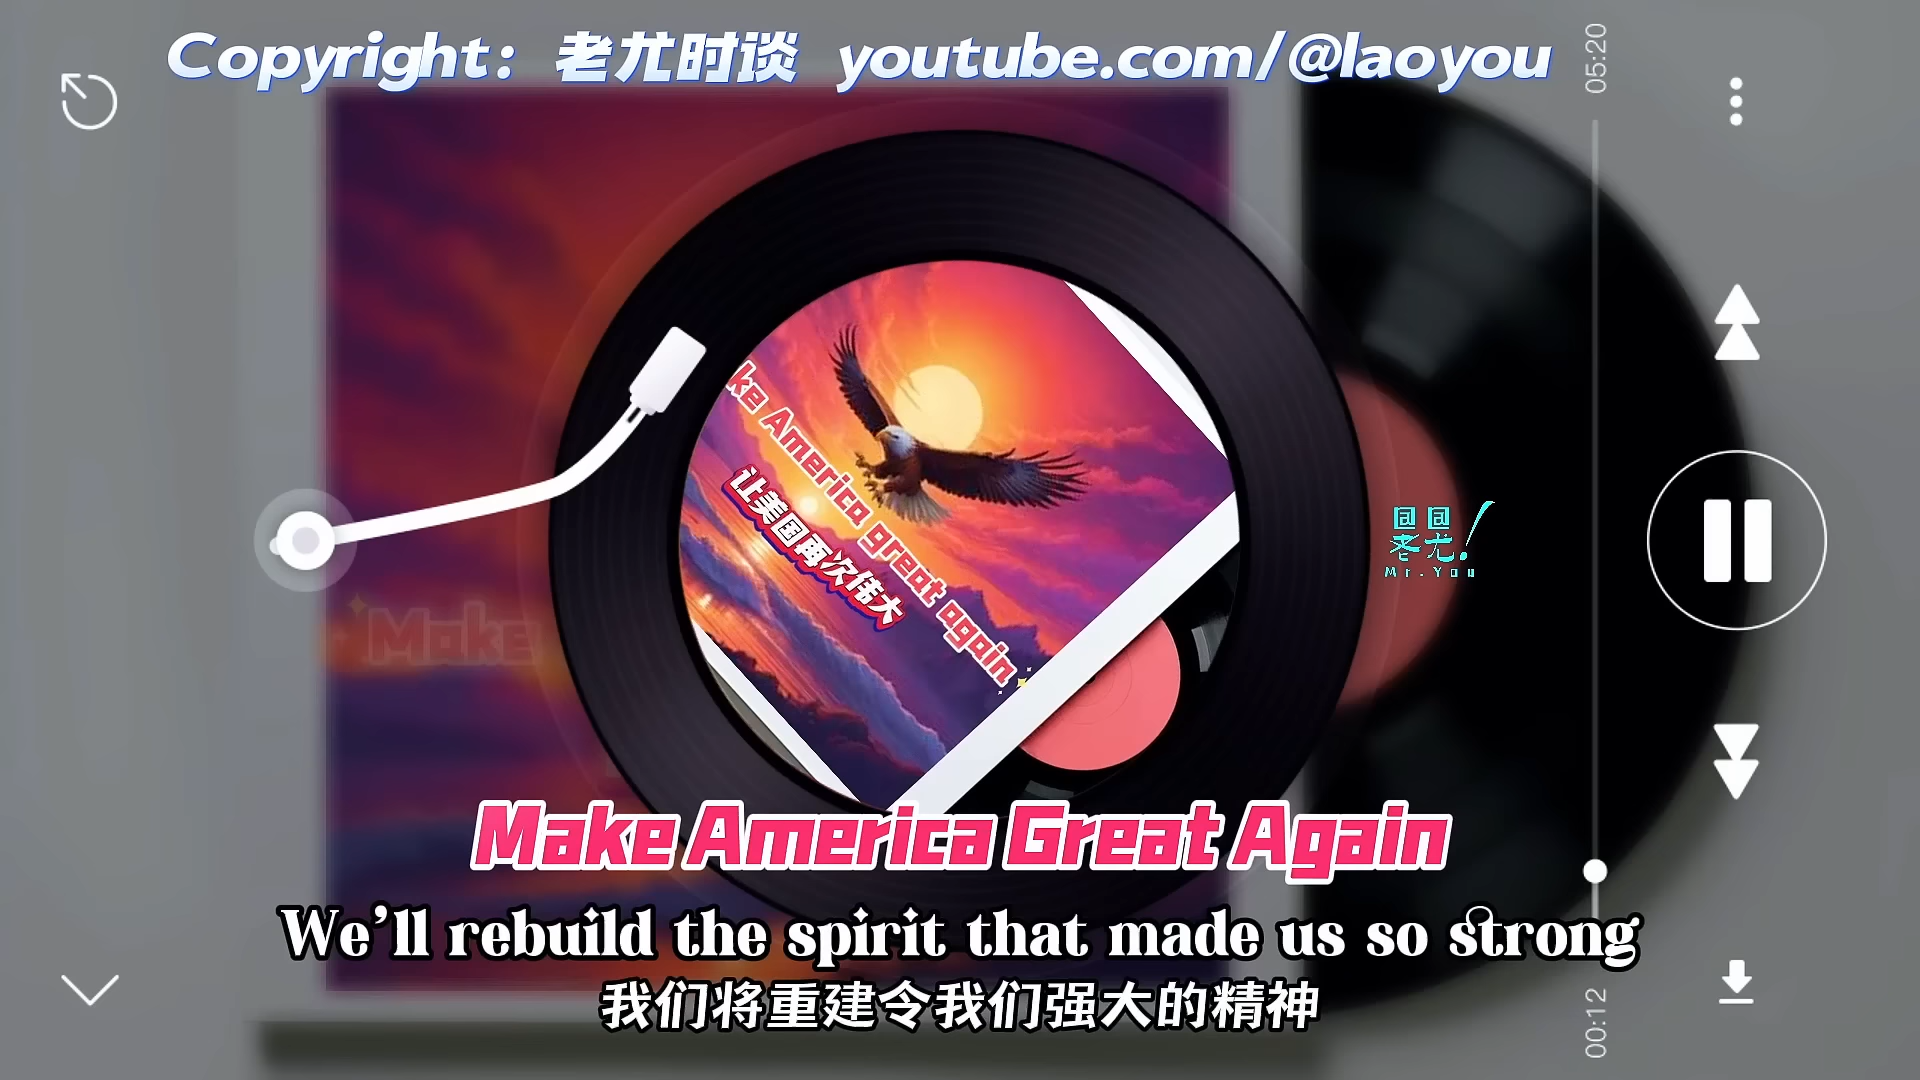 Copyright: 老尤时谈 youtube.com/@laoyou
05:20
ke America great again
让美国再次伟大
Make
老尤!
Mr.You
Make America Great Again
We'll rebuild the spirit that made us so strong
我们将重建令我们强大的精神
00:12